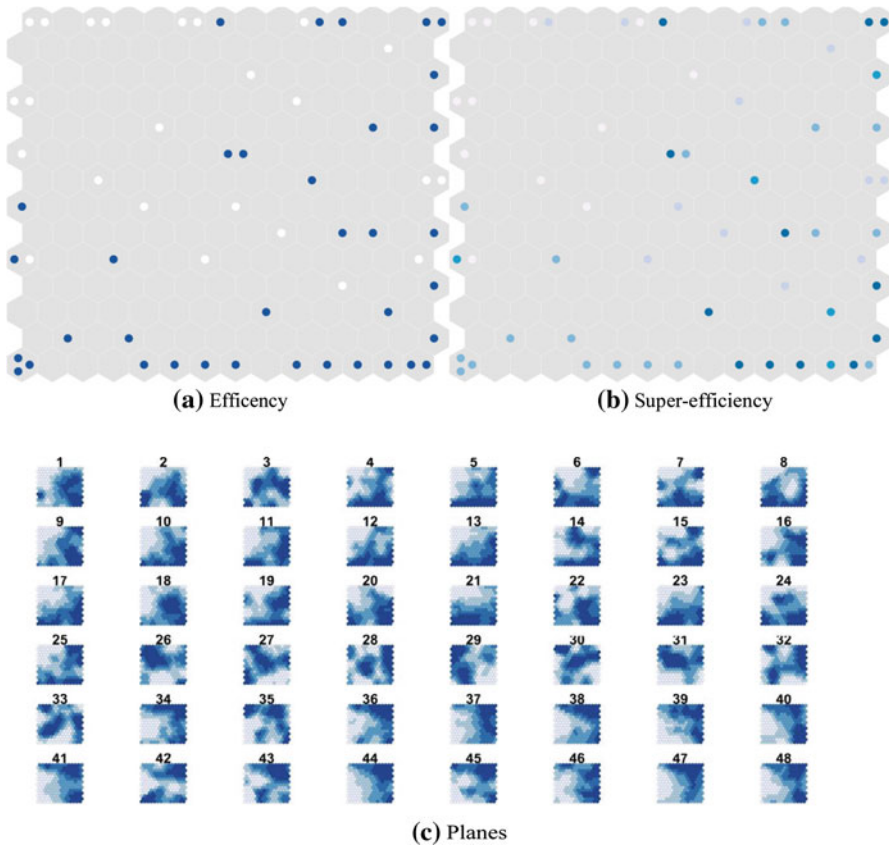 (a) Efficency
(b) Super-efficiency
1 2 3 4 5 6 7 8
9 10 11 12 13 14 15 16
17 18 19 20 21 22 23 24
25 26 27 28 29 30 31 32
33 34 35 36 37 38 39 40
41 42 43 44 45 46 47 48
(c) Planes